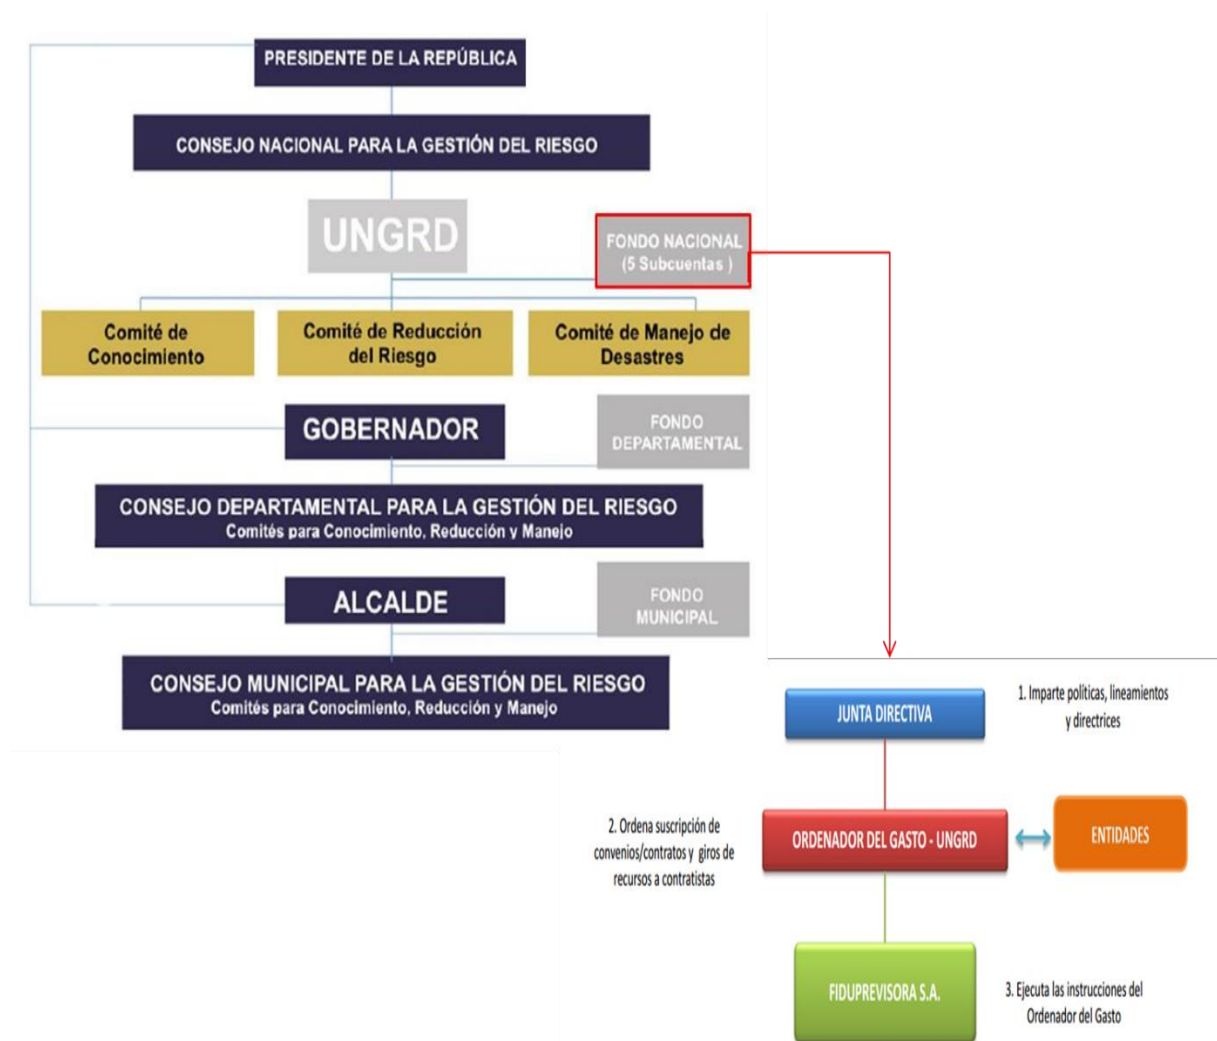 PRESIDENTE DE LA REPÚBLICA
CONSEJO NACIONAL PARA LA GESTIÓN DEL RIESGO
UNGRD
FONDO NACIONAL
(5 Subcuentas )
Comité de
Conocimiento
Comité de Reducción
del Riesgo
Comité de Manejo de
Desastres
GOBERNADOR
FONDO
DEPARTAMENTAL
CONSEJO DEPARTAMENTAL PARA LA GESTIÓN DEL RIESGO
Comités para Conocimiento, Reducción y Manejo
ALCALDE
FONDO
MUNICIPAL
CONSEJO MUNICIPAL PARA LA GESTIÓN DEL RIESGO
Comités para Conocimiento, Reducción y Manejo
JUNTA DIRECTIVA
1. Imparte políticas, lineamientos
y directrices
2. Ordena suscripción de
convenios/contratos y giros de
recursos a contratistas
ORDENADOR DEL GASTO - UNGRD
ENTIDADES
FIDUPREVISORA S.A.
3. Ejecuta las instrucciones del
Ordenador del Gasto